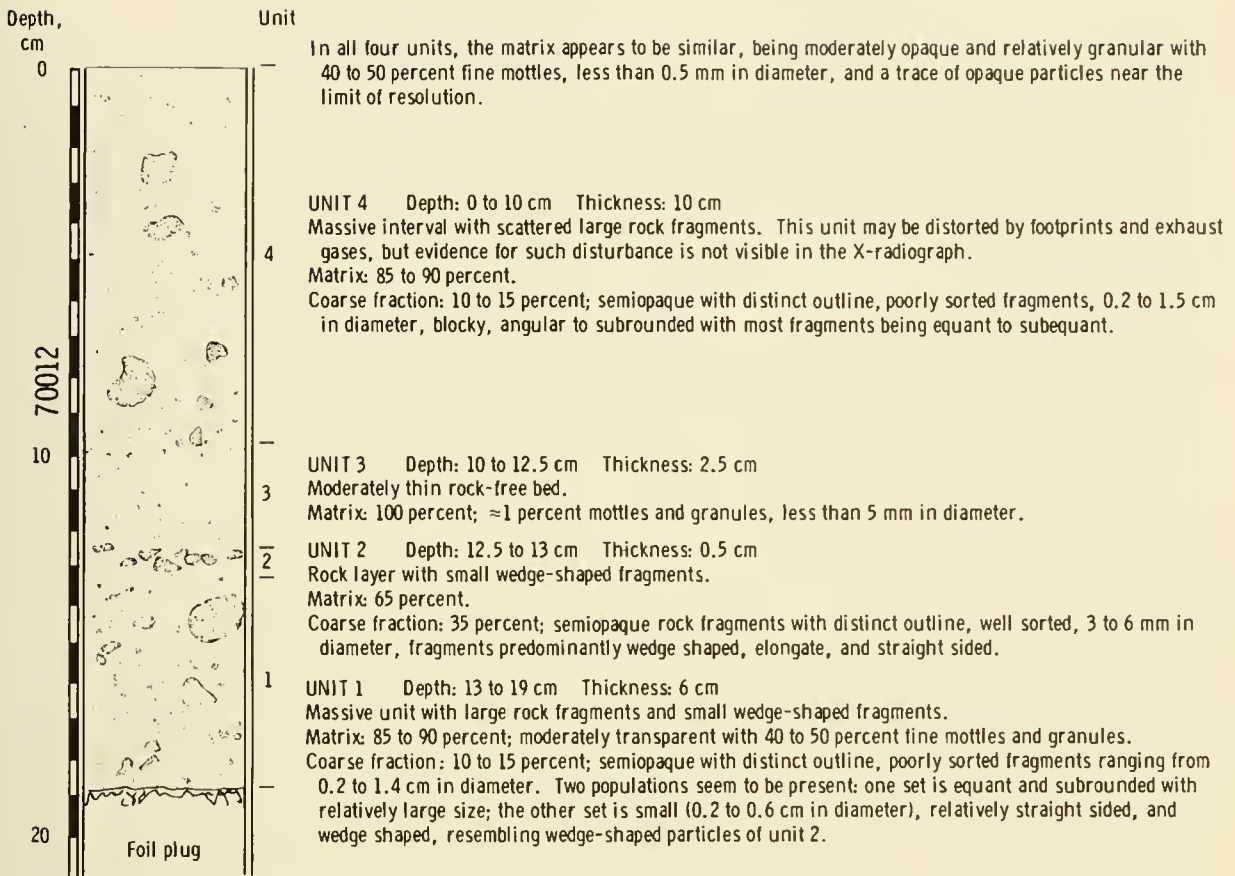 Depth,
cm
Unit
0
10
20
70012
4
3
2
1
Foil plug
In all four units, the matrix appears to be similar, being moderately opaque and relatively granular with
40 to 50 percent fine mottles, less than 0.5 mm in diameter, and a trace of opaque particles near the
limit of resolution.
UNIT 4 Depth: 0 to 10 cm Thickness: 10 cm
Massive interval with scattered large rock fragments. This unit may be distorted by footprints and exhaust
gases, but evidence for such disturbance is not visible in the X-radiograph.
Matrix: 85 to 90 percent.
Coarse fraction: 10 to 15 percent; semiopaque with distinct outline, poorly sorted fragments, 0.2 to 1.5 cm
in diameter, blocky, angular to subrounded with most fragments being equant to subequant.
UNIT 3 Depth: 10 to 12.5 cm Thickness: 2.5 cm
Moderately thin rock-free bed.
Matrix: 100 percent; ≈1 percent mottles and granules, less than 5 mm in diameter.
UNIT 2 Depth: 12.5 to 13 cm Thickness: 0.5 cm
Rock layer with small wedge-shaped fragments.
Matrix: 65 percent.
Coarse fraction: 35 percent; semiopaque rock fragments with distinct outline, well sorted, 3 to 6 mm in
diameter, fragments predominantly wedge shaped, elongate, and straight sided.
UNIT 1 Depth: 13 to 19 cm Thickness: 6 cm
Massive unit with large rock fragments and small wedge-shaped fragments.
Matrix: 85 to 90 percent; moderately transparent with 40 to 50 percent fine mottles and granules.
Coarse fraction: 10 to 15 percent; semiopaque with distinct outline, poorly sorted fragments ranging from
0.2 to 1.4 cm in diameter. Two populations seem to be present: one set is equant and subrounded with
relatively large size; the other set is small (0.2 to 0.6 cm in diameter), relatively straight sided, and
wedge shaped, resembling wedge-shaped particles of unit 2.